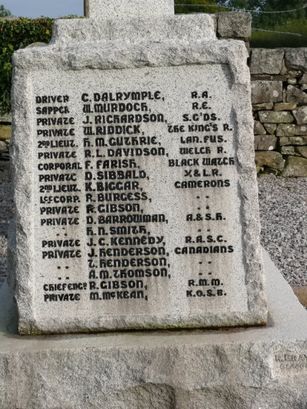 DRIVER C. DALRYMPLE, R.A.
SAPPER W. MURDOCH, R.E.
PRIVATE J. RICHARDSON, S.G'DS.
PRIVATE W. RIDDICK, THE KING'S R.
2ND LIEUT. H. M. GUTHRIE, LAN. FUS.
PRIVATE R. L. DAVIDSON, WELCH R.
CORPORAL F. FARISH, BLACK WATCH
PRIVATE D. SIBBALD, Y. & L.R.
2ND LIEUT. K. BIGGAR, CAMERONS
LCE CORP. R. BURGESS, .. ..
PRIVATE R. GIBSON, .. ..
PRIVATE D. BARROWMAN, A. & S.H.
.. .. H. N. SMITH, .. ..
PRIVATE J. C. KENNEDY, R.A.S.C.
PRIVATE J. HENDERSON, CANADIANS
.. .. T. HENDERSON, .. ..
.. .. A. M. THOMSON, .. ..
CHIEF ENGR R. GIBSON, R.M.M.
PRIVATE M. McKEAN, K.O.S.B.